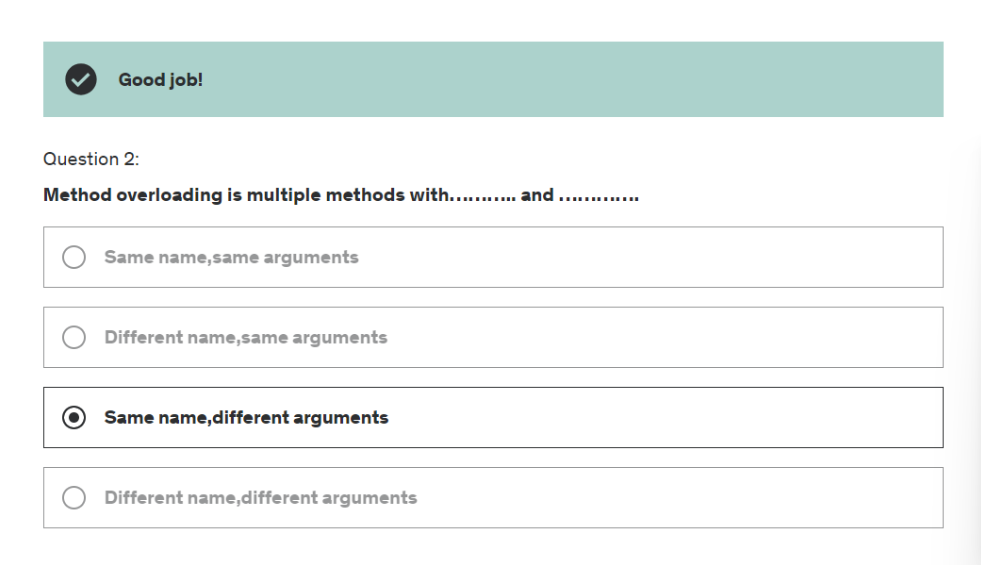 Good job!
Question 2:
Method overloading is multiple methods with……….. and ………….
Same name,same arguments
Different name,same arguments
Same name,different arguments
Different name,different arguments